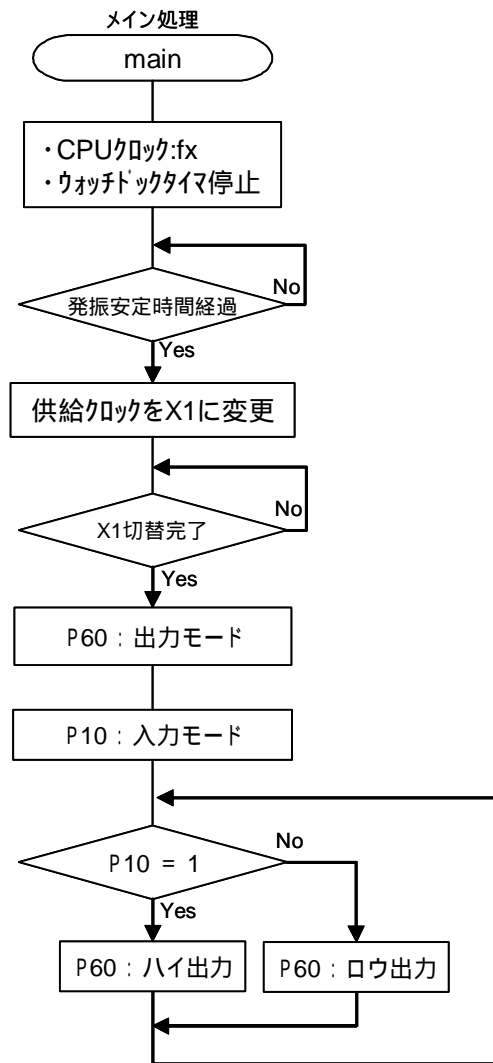 メイン処理
main
・CPUｸﾛｯｸ:fx
・ｳｫｯﾁﾄﾞｯｸﾀｲﾏ停止
No
発振安定時間経過
Yes
供給ｸﾛｯｸをX1に変更
No
X1切替完了
Yes
P60：出力モード
P10：入力モード
No
P10 = 1
Yes
P60：ハイ出力
P60：ロウ出力